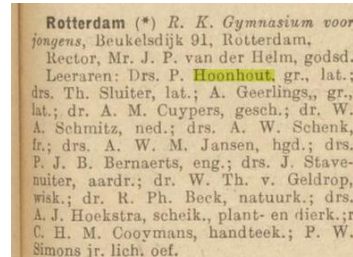 Rotterdam (*) R. K. Gymnasium voor
jongens, Beukelsdijk 91, Rotterdam.
Rector, Mr. J. P. van der Helm, godsd.
Leeraren: Drs. P. Hoonhout, gr., lat.;
drs. Th. Sluiter, lat.; A. Geerlings,, gr.,
lat.; dr. A. M. Cuypers, gesch.; dr. W.
A. Schmitz, ned.; drs. A. W. Schenk,
fr.; drs. A. W. M. Jansen, hgd.; drs.
P. J. B. Bernaerts, eng.; drs. J. Stave-
nuiter, aardr.; dr. W. Th. v. Geldrop,
wisk.; dr. R. Ph. Beck, natuurk.; drs.
A. J. Hoekstra, scheik., plant- en dierk.;r
C. H. M. Cooymans, handteek.; P. W.
Simons jr. lich. oef.